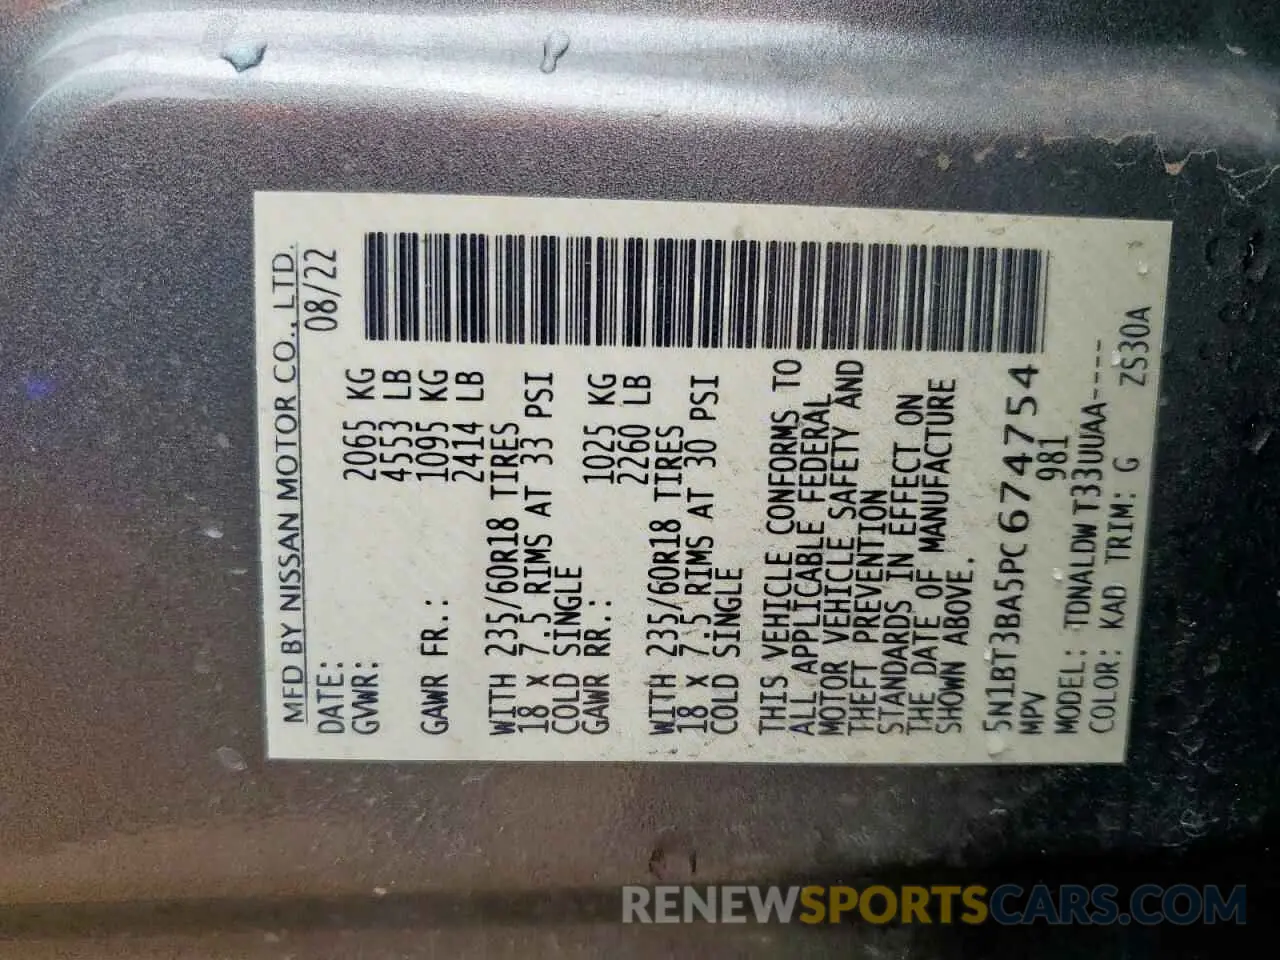 MFD BY NISSAN MOTOR CO., LTD.
DATE: 08/22
GVWR: 2065 KG
4553 LB
GAWR FR.: 1095 KG
2414 LB
WITH 235/60R18 TIRES
18 X 7.5 RIMS AT 33 PSI
COLD SINGLE
GAWR RR.: 1025 KG
2260 LB
WITH 235/60R18 TIRES
18 X 7.5 RIMS AT 30 PSI
COLD SINGLE
THIS VEHICLE CONFORMS TO
ALL APPLICABLE FEDERAL
MOTOR VEHICLE SAFETY AND
THEFT PREVENTION
STANDARDS IN EFFECT ON
THE DATE OF MANUFACTURE
SHOWN ABOVE.
5N1BT3BA5PC674754
MPV 981
MODEL: TDNALDWT33UUAA----
COLOR: KAD TRIM: G ZS30A
RENEWSPORTSCARS.COM